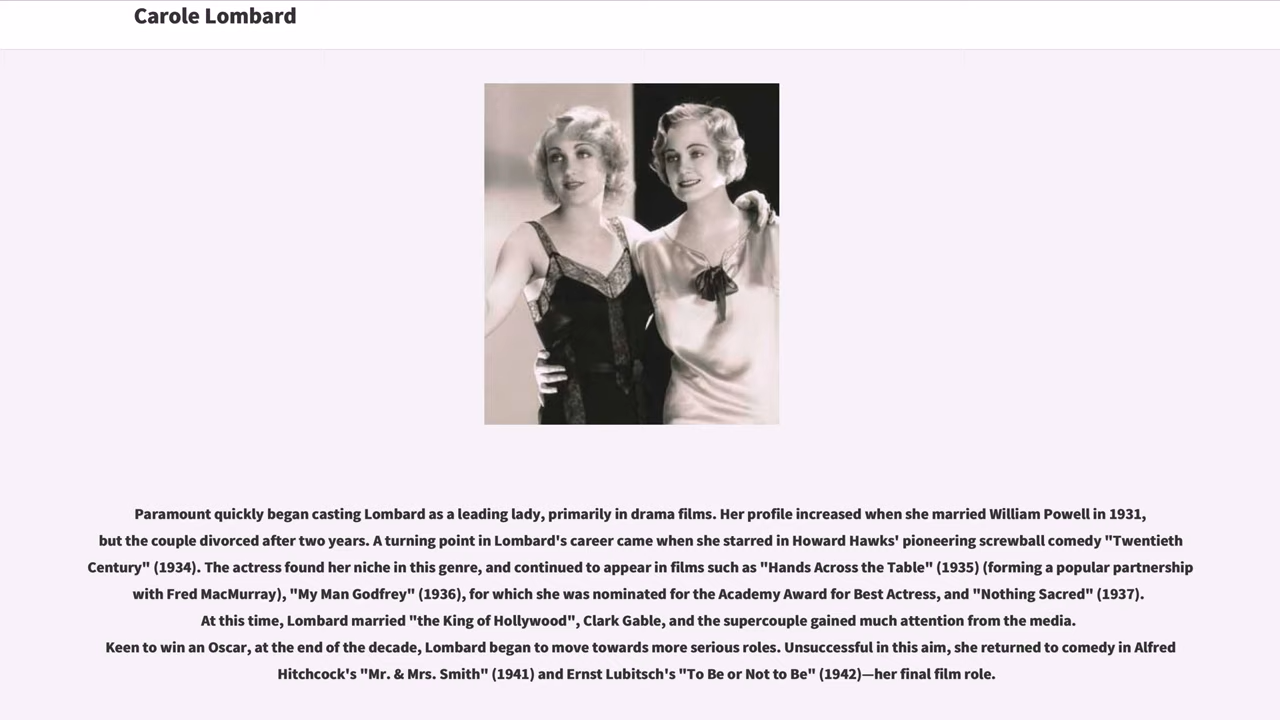 Carole Lombard
Paramount quickly began casting Lombard as a leading lady, primarily in drama films. Her profile increased when she married William Powell in 1931,
but the couple divorced after two years. A turning point in Lombard's career came when she starred in Howard Hawks' pioneering screwball comedy "Twentieth
Century" (1934). The actress found her niche in this genre, and continued to appear in films such as "Hands Across the Table" (1935) (forming a popular partnership
with Fred MacMurray), "My Man Godfrey" (1936), for which she was nominated for the Academy Award for Best Actress, and "Nothing Sacred" (1937).
At this time, Lombard married "the King of Hollywood", Clark Gable, and the supercouple gained much attention from the media.
Keen to win an Oscar, at the end of the decade, Lombard began to move towards more serious roles. Unsuccessful in this aim, she returned to comedy in Alfred
Hitchcock's "Mr. & Mrs. Smith" (1941) and Ernst Lubitsch's "To Be or Not to Be" (1942)—her final film role.